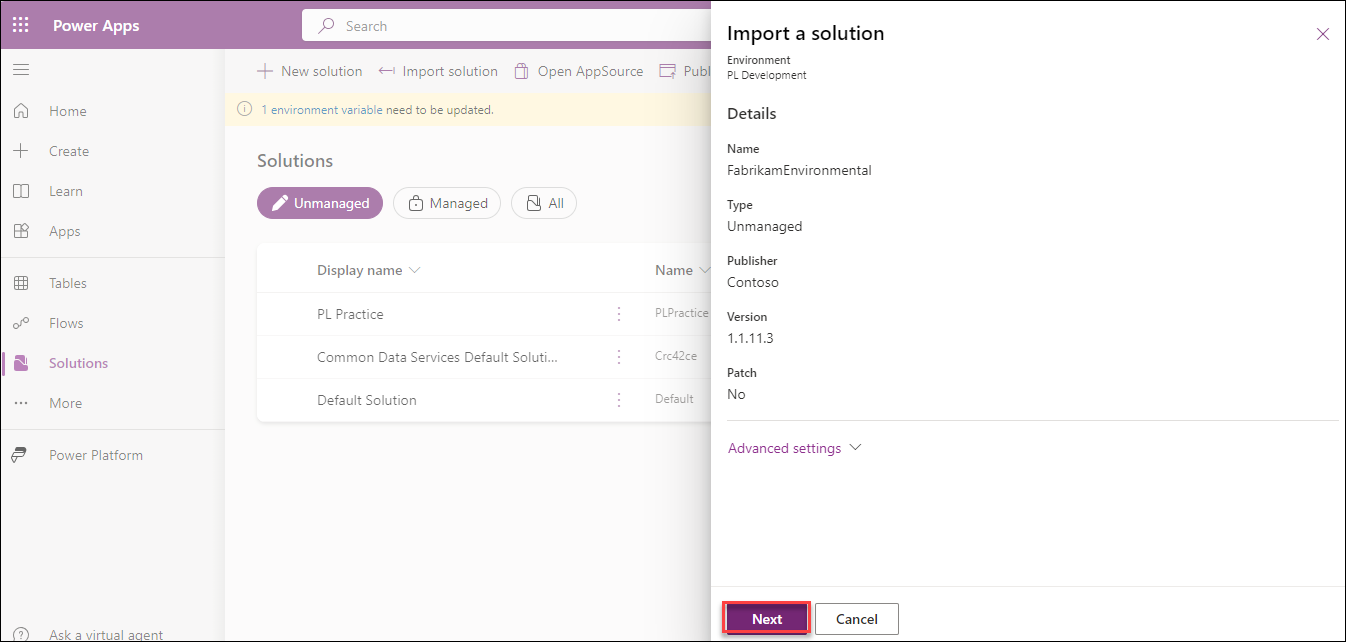 Power Apps
Search
Home
Create
Learn
Apps
Tables
Flows
Solutions
More
Power Platform
Ask a virtual agent
New solution
Import solution
Open AppSource
Publ
1 environment variable need to be updated.
Solutions
Unmanaged
Managed
All
Display name
Name
PL Practice
PLPractice
Common Data Services Default Soluti...
Crc42ce
Default Solution
Default
Import a solution
Environment
PL Development
Details
Name
FabrikamEnvironmental
Type
Unmanaged
Publisher
Contoso
Version
1.1.11.3
Patch
No
Advanced settings
Next
Cancel